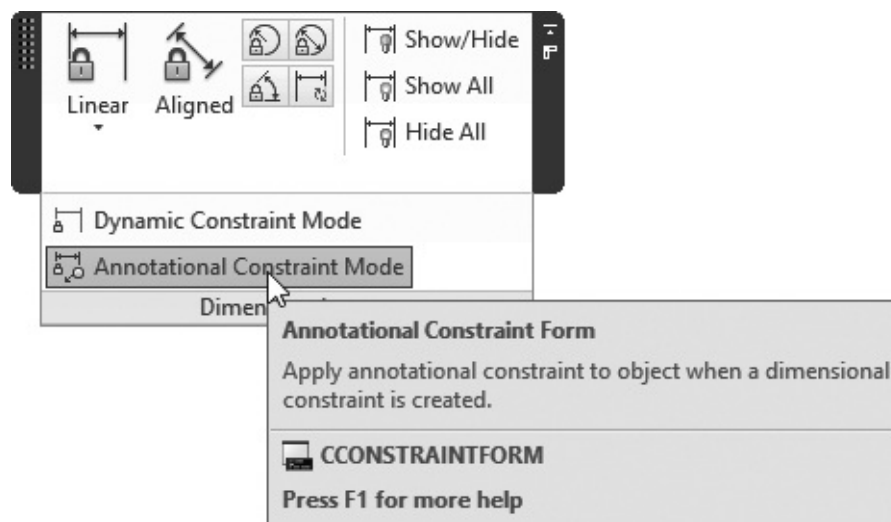 Show/Hide
Linear
Aligned
Show All
Hide All
Dynamic Constraint Mode
Annotational Constraint Mode
Annotational Constraint Form
Apply annotational constraint to object when a dimensional
constraint is created.
CCONSTRAINTFORM
Press F1 for more help